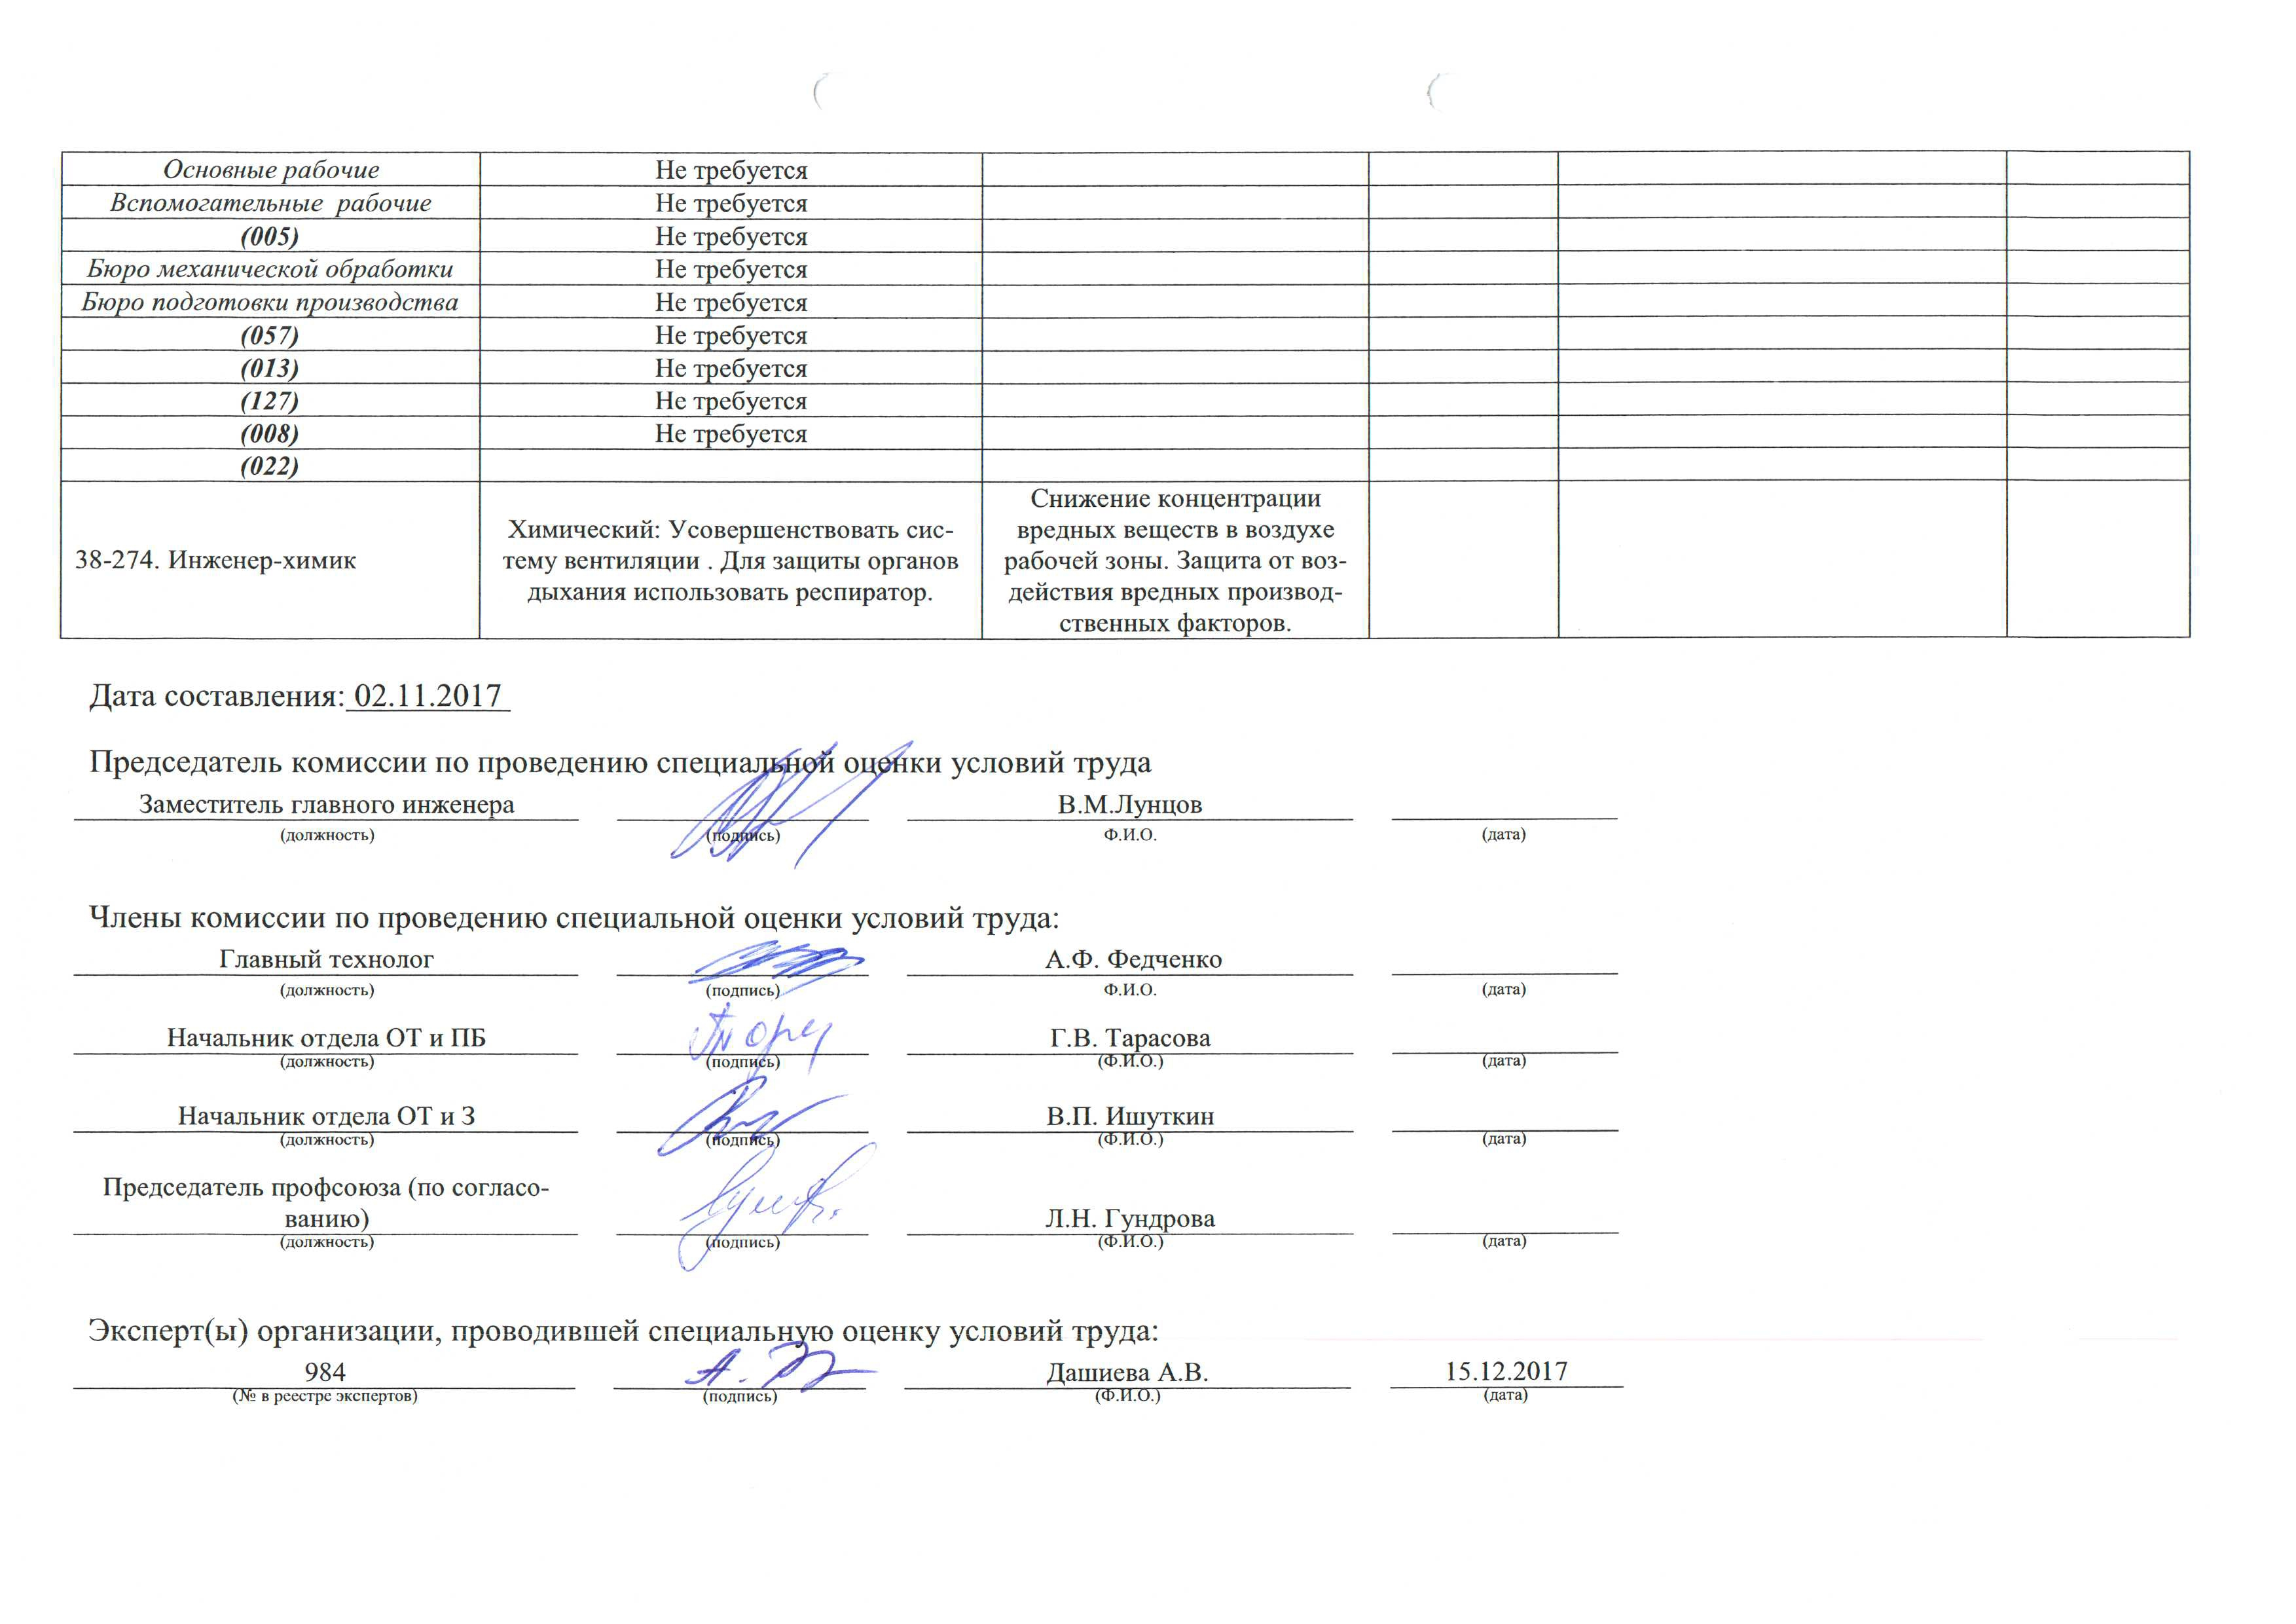 Основные рабочие Не требуется
Вспомогательные рабочие Не требуется
(005) Не требуется
Бюро механической обработки Не требуется
Бюро подготовки производства Не требуется
(057) Не требуется
(013) Не требуется
(127) Не требуется
(008) Не требуется
(022)
38-274. Инженер-химик
Химический: Усовершенствовать сис-
тему вентиляции . Для защиты органов
дыхания использовать респиратор.
Снижение концентрации
вредных веществ в воздухе
рабочей зоны. Защита от воз-
действия вредных производ-
ственных факторов.
Дата составления: 02.11.2017
Председатель комиссии по проведению специальной оценки условий труда
Заместитель главного инженера В.М.Лунцов
(должность) (подпись) Ф.И.О. (дата)
Члены комиссии по проведению специальной оценки условий труда:
Главный технолог А.Ф. Федченко
(должность) (подпись) Ф.И.О. (дата)
Начальник отдела ОТ и ПБ Г.В. Тарасова
(должность) (подпись) (Ф.И.О.) (дата)
Начальник отдела ОТ и З В.П. Ишуткин
(должность) (подпись) (Ф.И.О.) (дата)
Председатель профсоюза (по согласо-
ванию) Л.Н. Гундрова
(должность) (подпись) (Ф.И.О.) (дата)
Эксперт(ы) организации, проводившей специальную оценку условий труда:
984 Дашиева А.В. 15.12.2017
(№ в реестре экспертов) (подпись) (Ф.И.О.) (дата)